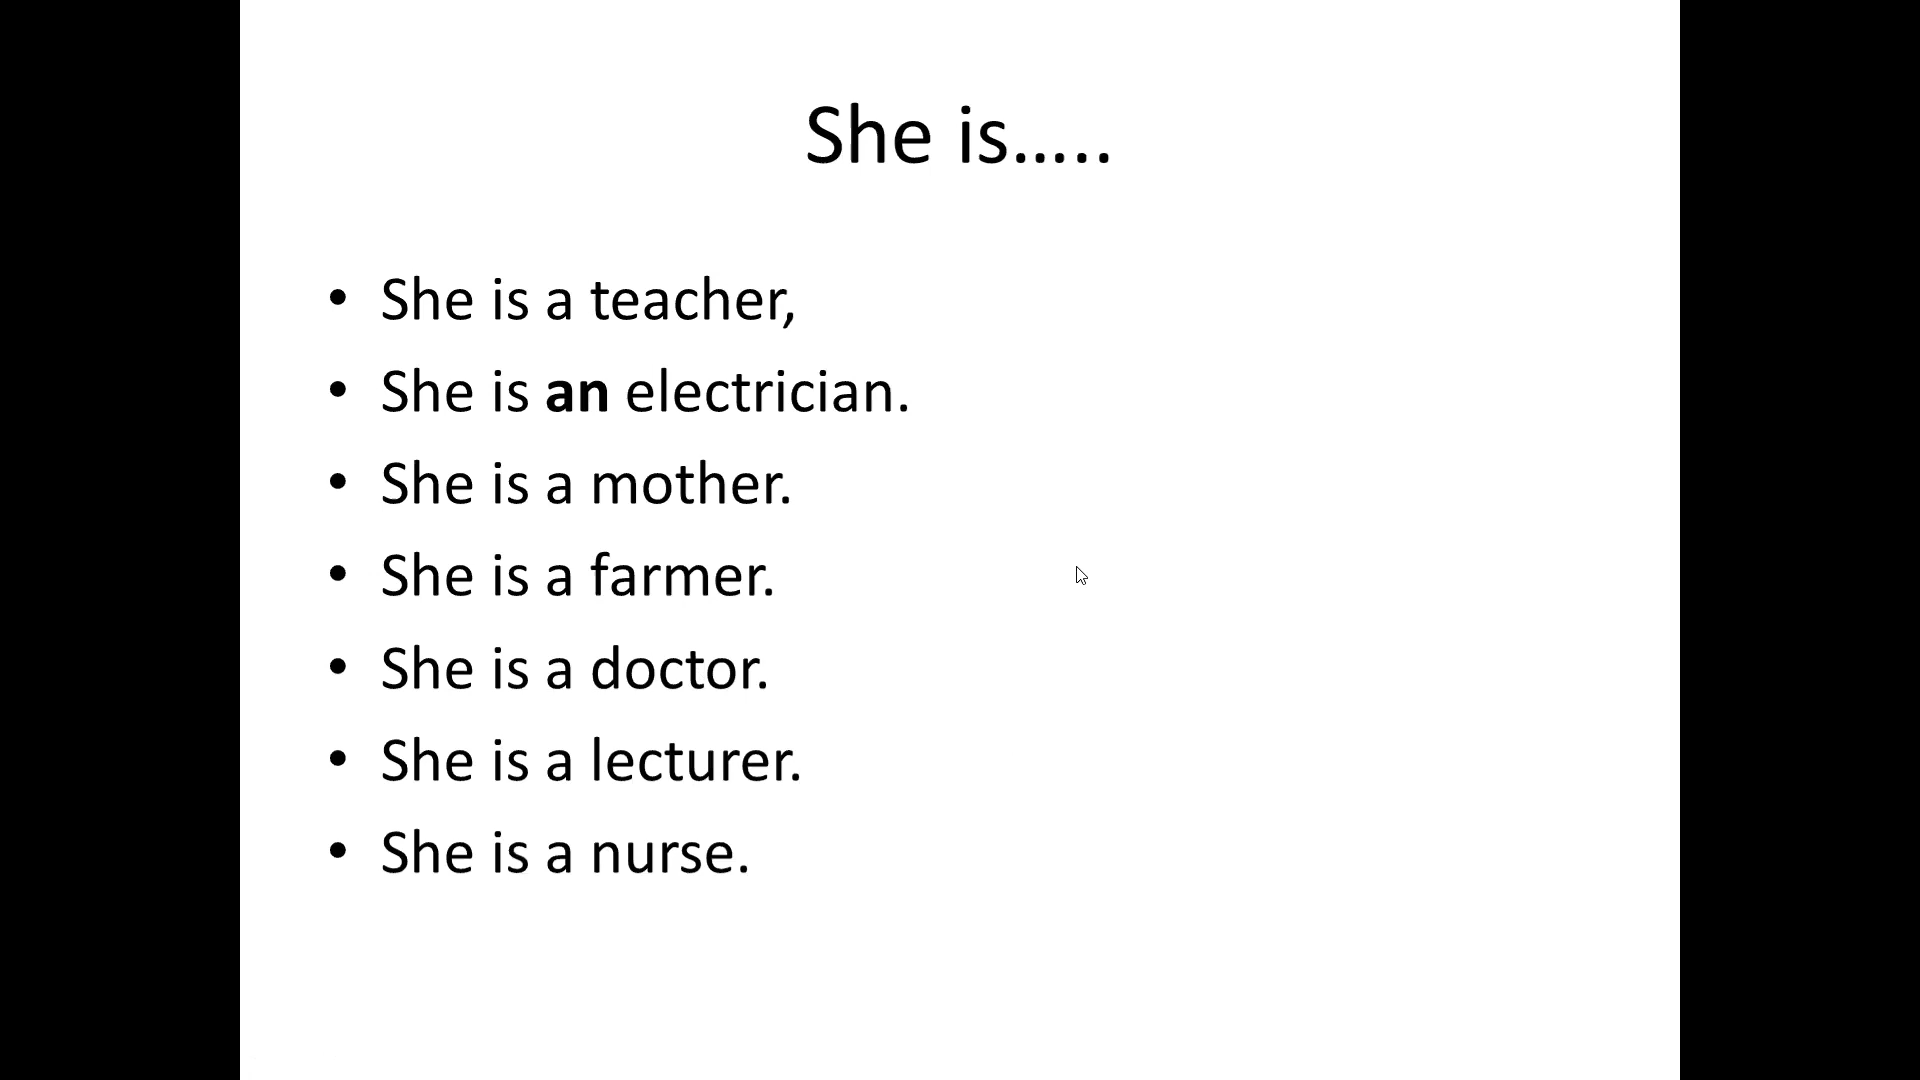 She is…..
• She is a teacher,
• She is an electrician.
• She is a mother.
• She is a farmer.
• She is a doctor.
• She is a lecturer.
• She is a nurse.